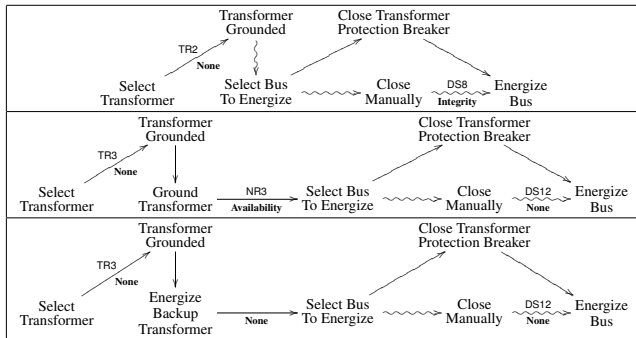 Transformer
Grounded
Close Transformer
Protection Breaker
TR2
None
Select
Transformer
Select Bus
To Energize
Close
Manually
DS8
Integrity
Energize
Bus
Transformer
Grounded
Close Transformer
Protection Breaker
TR3
None
Select
Transformer
Ground
Transformer
NR3
Availability
Select Bus
To Energize
Close
Manually
DS12
None
Energize
Bus
Transformer
Grounded
Close Transformer
Protection Breaker
TR3
None
Select
Transformer
Energize
Backup
Transformer
None
Select Bus
To Energize
Close
Manually
DS12
None
Energize
Bus